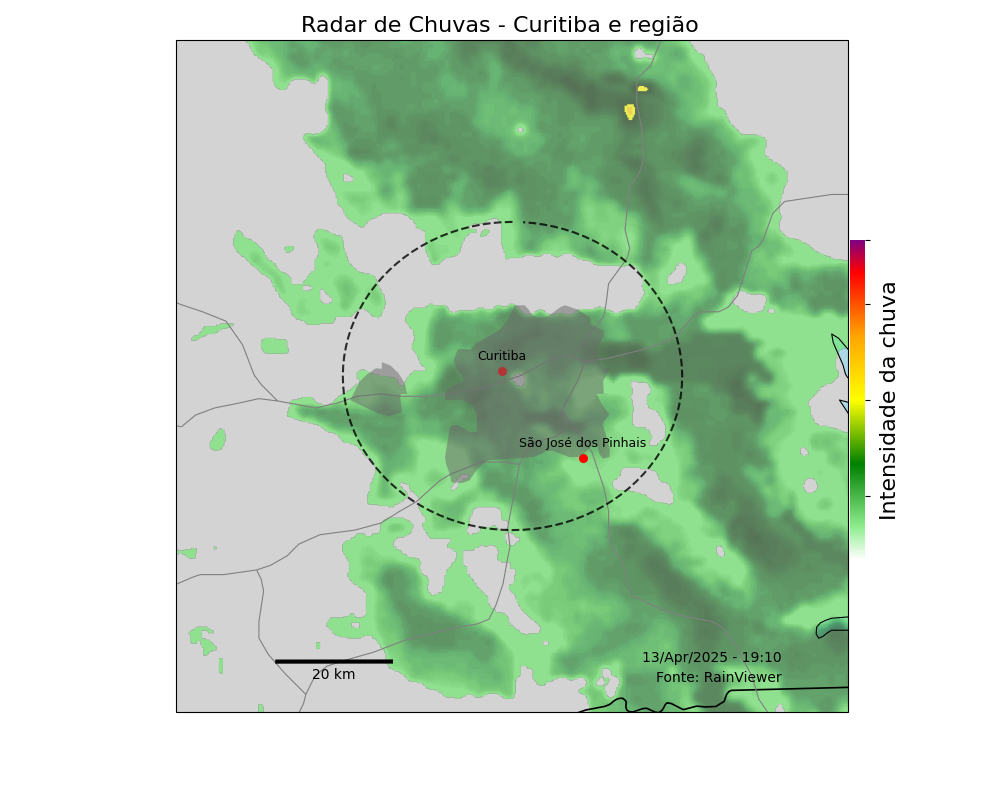 Radar de Chuvas - Curitiba e região
Curitiba
São José dos Pinhais
Intensidade da chuva
13/Apr/2025 - 19:10
Fonte: RainViewer
20 km